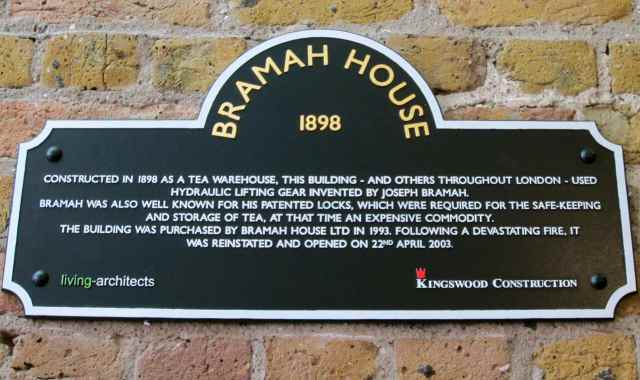 BRAMAH HOUSE
1898
CONSTRUCTED IN 1898 AS A TEA WAREHOUSE, THIS BUILDING - AND OTHERS THROUGHOUT LONDON - USED
HYDRAULIC LIFTING GEAR INVENTED BY JOSEPH BRAMAH.
BRAMAH WAS ALSO WELL KNOWN FOR HIS PATENTED LOCKS, WHICH WERE REQUIRED FOR THE SAFE-KEEPING
AND STORAGE OF TEA, AT THAT TIME AN EXPENSIVE COMMODITY.
THE BUILDING WAS PURCHASED BY BRAMAH HOUSE LTD IN 1993. FOLLOWING A DEVASTATING FIRE, IT
WAS REINSTATED AND OPENED ON 22ND APRIL 2003.
living-architects
KINGSWOOD CONSTRUCTION